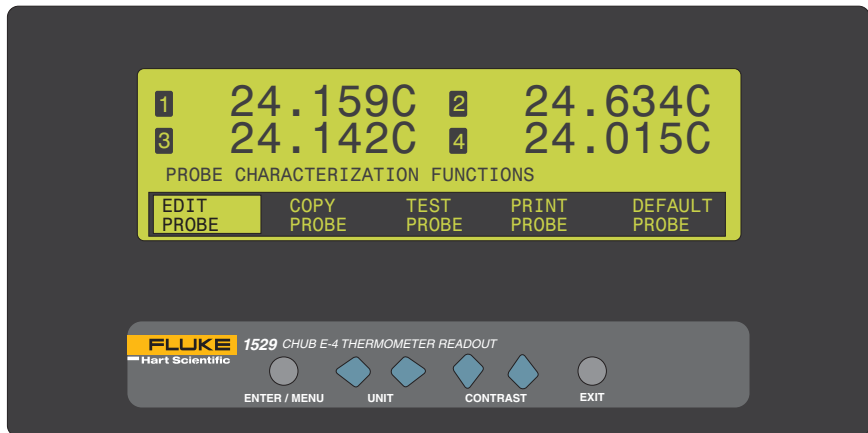 1 24.159C 2 24.634C
3 24.142C 4 24.015C
PROBE CHARACTERIZATION FUNCTIONS
EDIT PROBE COPY PROBE TEST PROBE PRINT PROBE DEFAULT PROBE
FLUKE
Hart Scientific
1529 CHUB E-4 THERMOMETER READOUT
ENTER / MENU UNIT CONTRAST EXIT